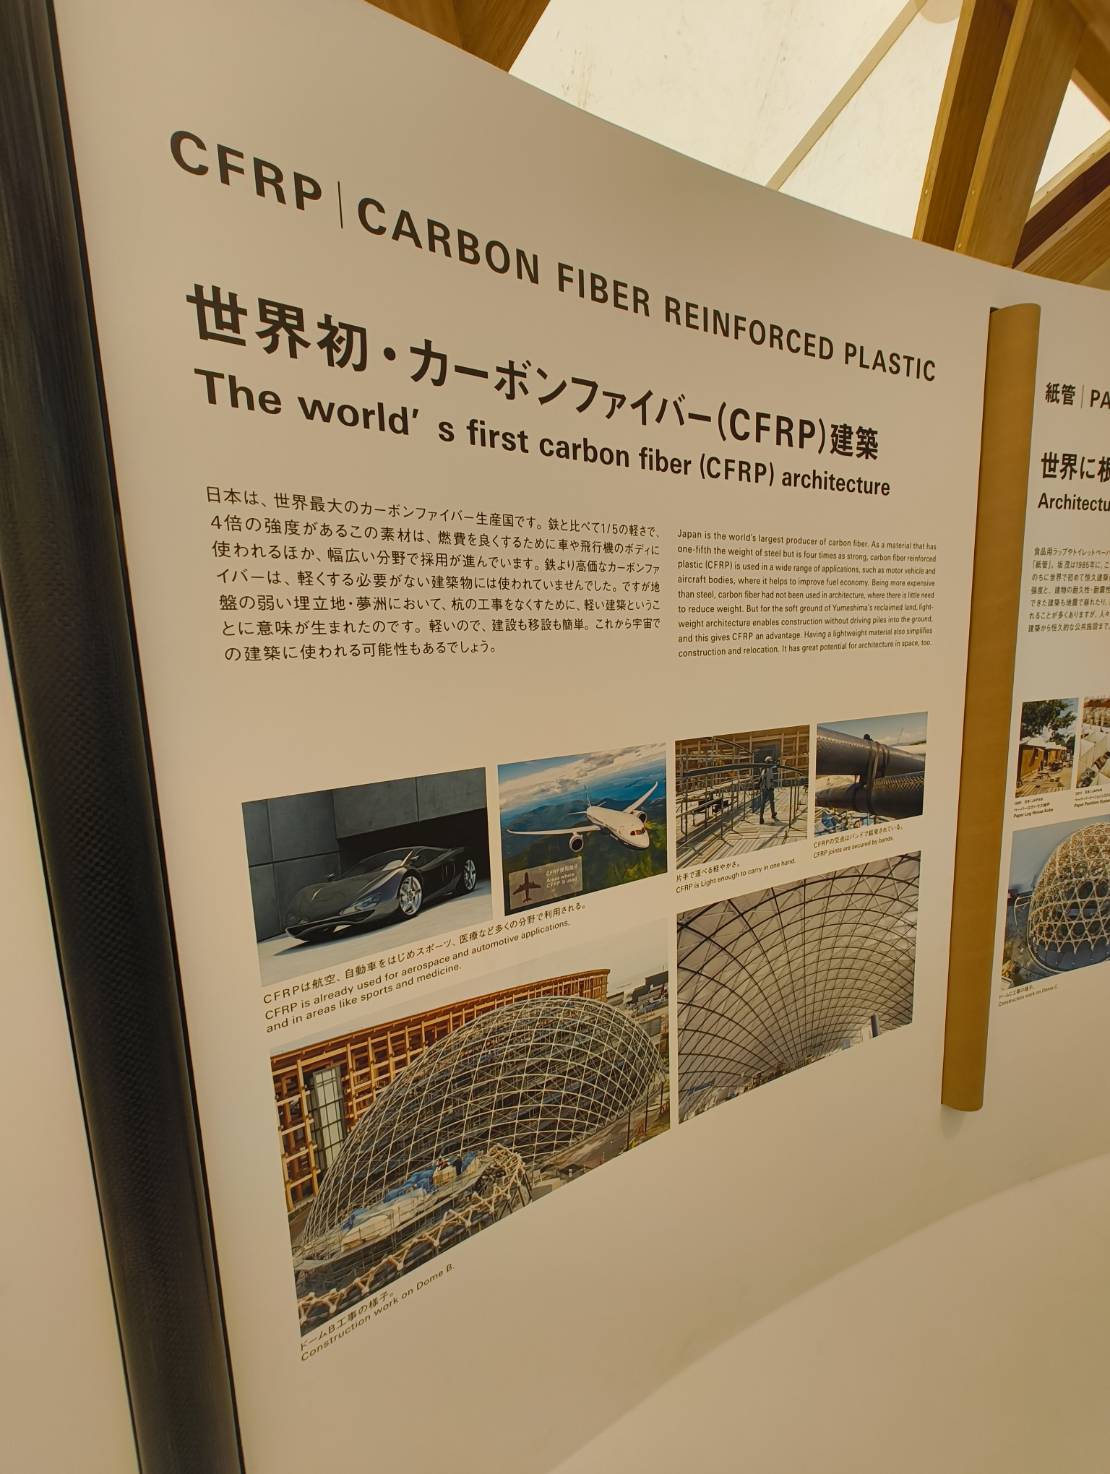 CFRP | CARBON FIBER REINFORCED PLASTIC
世界初・カーボンファイバー(CFRP)建築
The world's first carbon fiber (CFRP) architecture
日本は、世界最大のカーボンファイバー生産国です。鉄と比べて1/5の軽さで、
4倍の強度があるこの素材は、燃費を良くするために車や飛行機のボディに
使われるほか、幅広い分野で採用が進んでいます。鉄より高価なカーボンファ
イバーは、軽くする必要がない建築物には使われていませんでした。ですが地
盤の弱い埋立地・夢洲において、杭の工事をなくすために、軽い建築というこ
とに意味が生まれたのです。軽いので、建設も移設も簡単。これから宇宙で
の建築に使われる可能性もあるでしょう。
Japan is the world's largest producer of carbon fiber. As a material that has
one-fifth the weight of steel but is four times as strong, carbon fiber reinforced
plastic (CFRP) is used in a wide range of applications, such as motor vehicle and
aircraft bodies, where it helps to improve fuel economy. Being more expensive
than steel, carbon fiber had not been used in architecture, where there is little need
to reduce weight. But for the soft ground of Yumeshima's reclaimed land, light-
weight architecture enables construction without driving piles into the ground,
and this gives CFRP an advantage. Having a lightweight material also simplifies
construction and relocation. It has great potential for architecture in space, too.
CFRPは航空、自動車をはじめスポーツ、医療など多くの分野で利用される。
CFRP is already used for aerospace and automotive applications,
and in areas like sports and medicine.
片手で運べる軽やかさ。
CFRP is Light enough to carry in one hand.
CFRPの交点はバンドで結束されている。
CFRP joints are secured by bands.
ドームB工事の様子。
Construction work on Dome B.
紙管 | PA
世界に
Architectu
Paper Log House Kobe
ドームC工事の様子。
Construction work on Dome C.